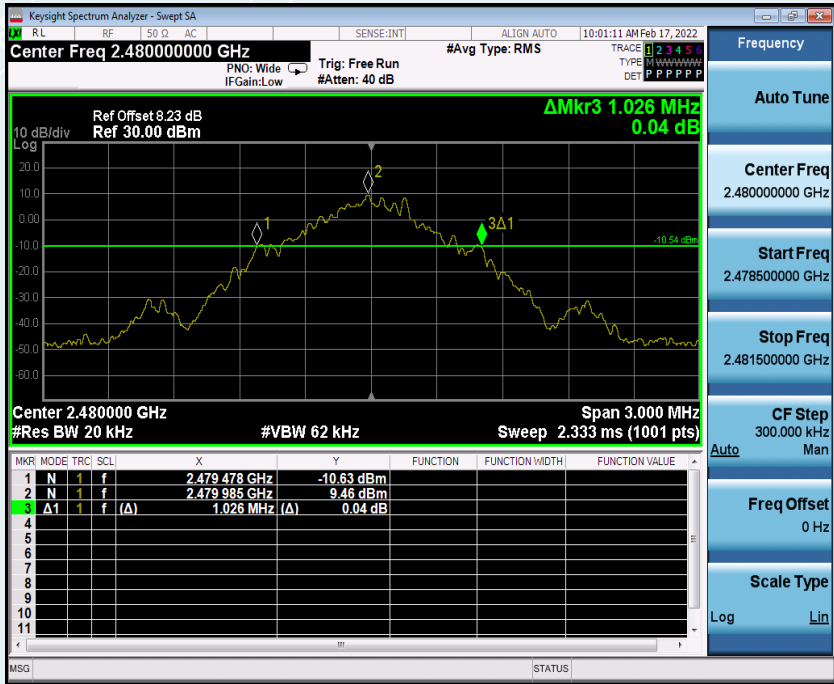 Keysight Spectrum Analyzer - Swept SA
LXI RL RF 50 Ω AC SENSE:INT ALIGN AUTO 10:01:11 AM Feb 17, 2022
Center Freq 2.480000000 GHz
PNO: Wide
IFGain:Low
Trig: Free Run
#Atten: 40 dB
#Avg Type: RMS
TRACE 1 2 3 4 5 6
TYPE M W W W W W
DET P P P P P P
ΔMkr3 1.026 MHz
0.04 dB
Ref Offset 8.23 dB
10 dB/div Ref 30.00 dBm
Log
20.0
10.0
0.00
-10.0
-20.0
-30.0
-40.0
-50.0
-60.0
1
2
3Δ1
-10.54 dBm
Center 2.480000 GHz Span 3.000 MHz
#Res BW 20 kHz #VBW 62 kHz Sweep 2.333 ms (1001 pts)
MKR MODE TRC SCL X Y FUNCTION FUNCTION WIDTH FUNCTION VALUE
1 N 1 f 2.479 478 GHz -10.63 dBm
2 N 1 f 2.479 985 GHz 9.46 dBm
3 Δ1 1 f (Δ) 1.026 MHz (Δ) 0.04 dB
4
5
6
7
8
9
10
11
MSG STATUS
Frequency
Auto Tune
Center Freq
2.480000000 GHz
Start Freq
2.478500000 GHz
Stop Freq
2.481500000 GHz
CF Step
300.000 kHz
Auto Man
Freq Offset
0 Hz
Scale Type
Log Lin